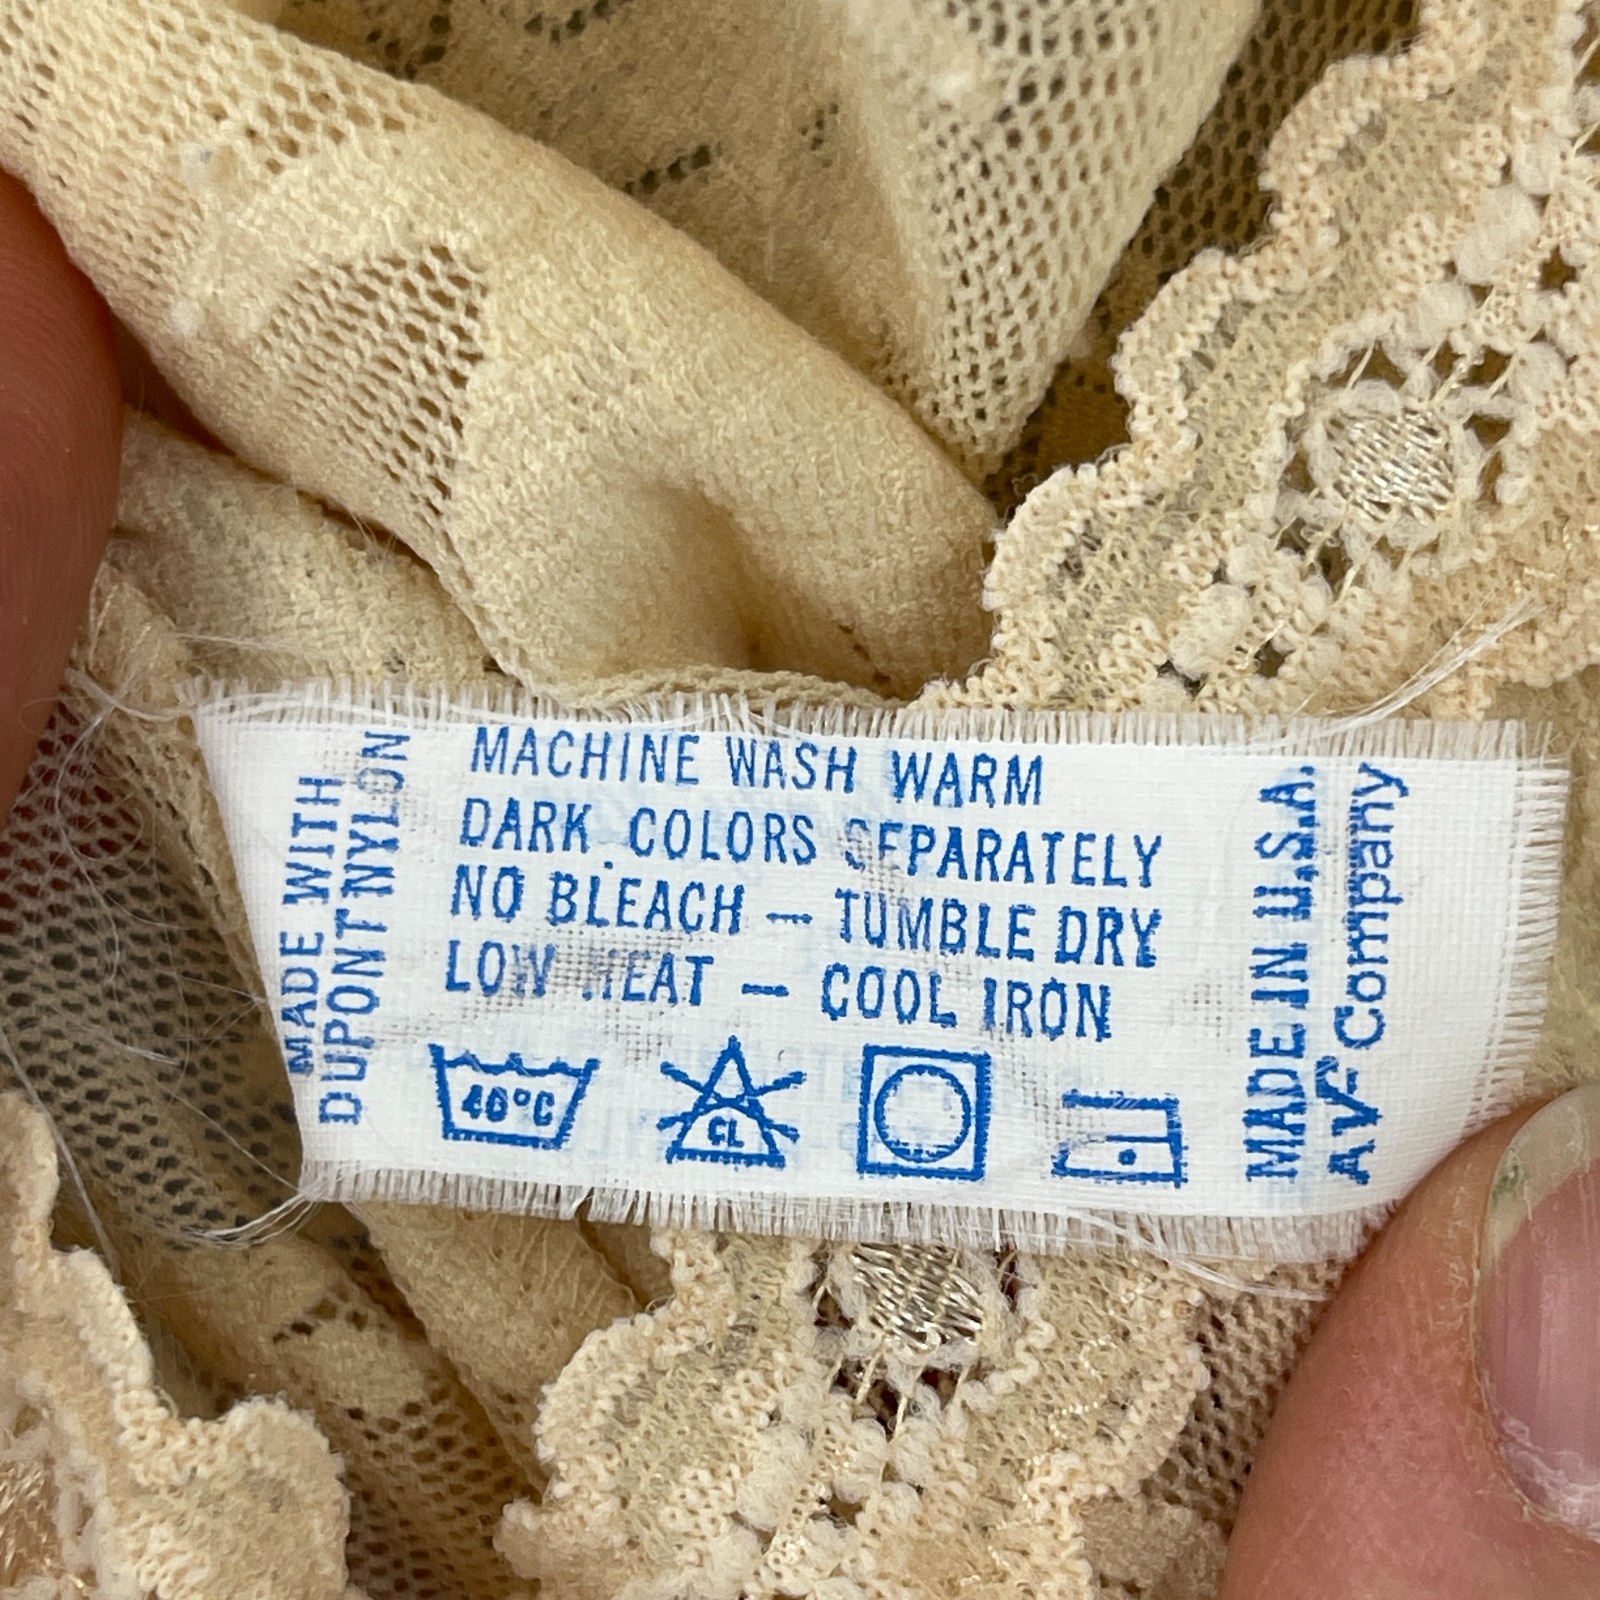 MADE WITH
DUPONT NYLON
MACHINE WASH WARM
DARK COLORS SEPARATELY
NO BLEACH — TUMBLE DRY
LOW HEAT — COOL IRON
40°C
CL
MADE IN U.S.A.
AVF Company